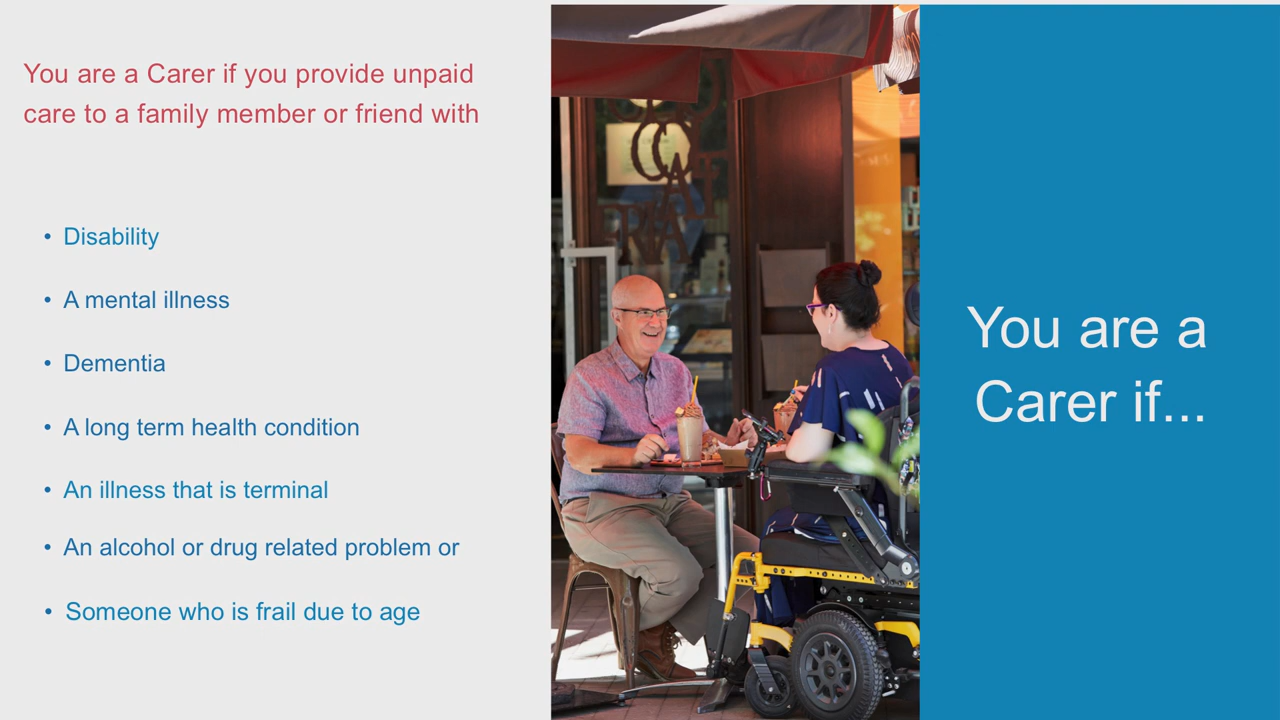 You are a Carer if you provide unpaid
care to a family member or friend with
• Disability
• A mental illness
• Dementia
• A long term health condition
• An illness that is terminal
• An alcohol or drug related problem or
• Someone who is frail due to age
You are a
Carer if...